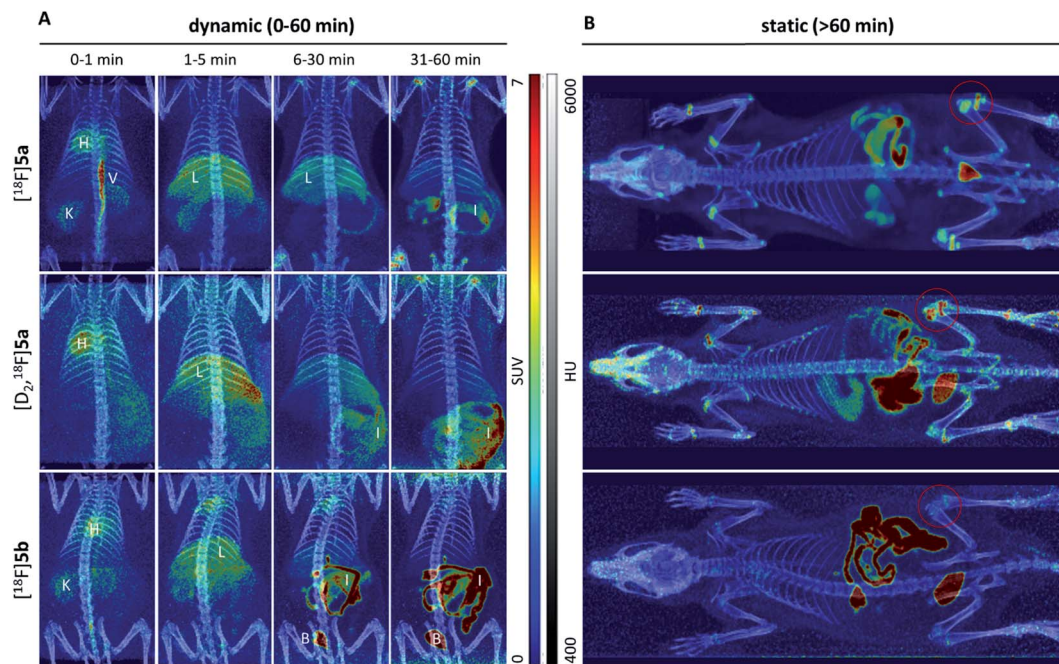 A
B
dynamic (0-60 min)
static (>60 min)
0-1 min
1-5 min
6-30 min
31-60 min
[¹⁸F]5a
H
V
K
L
L
I
[D₂,¹⁸F]5a
H
L
I
I
[¹⁸F]5b
H
K
L
I
B
I
B
7
SUV
0
6000
HU
400